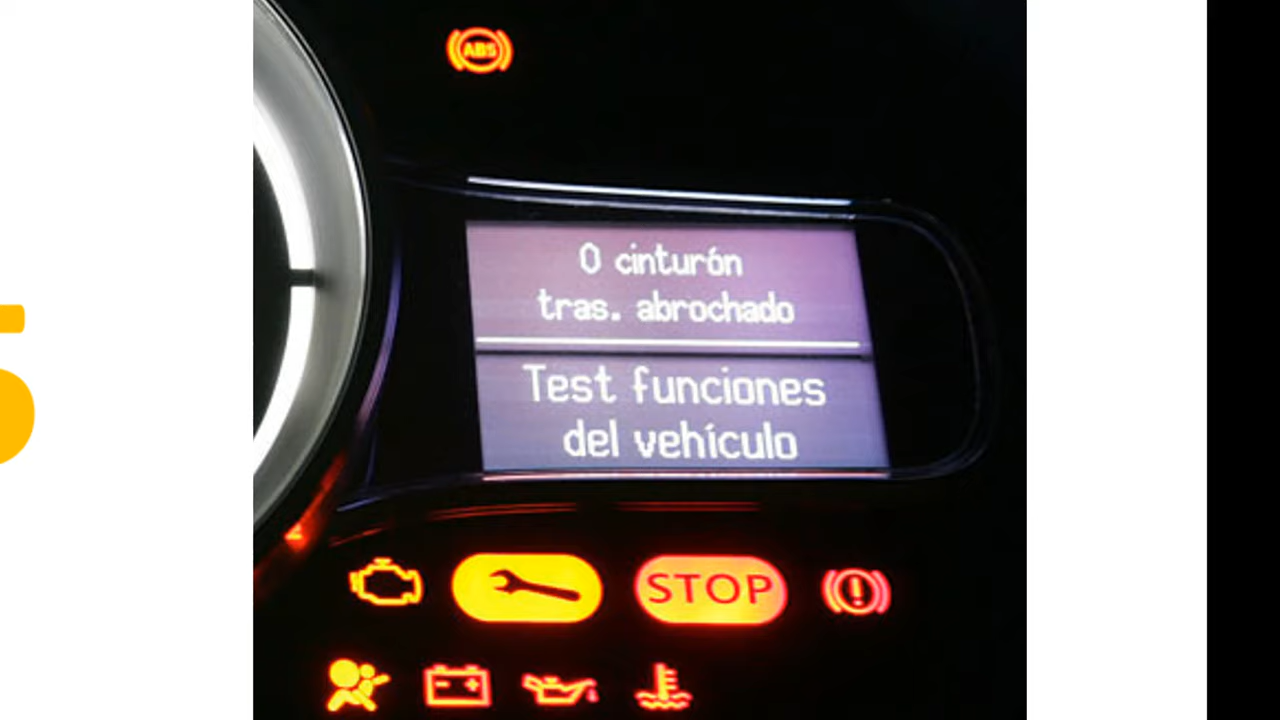 ABS
0 cinturón
tras. abrochado
Test funciones
del vehículo
STOP